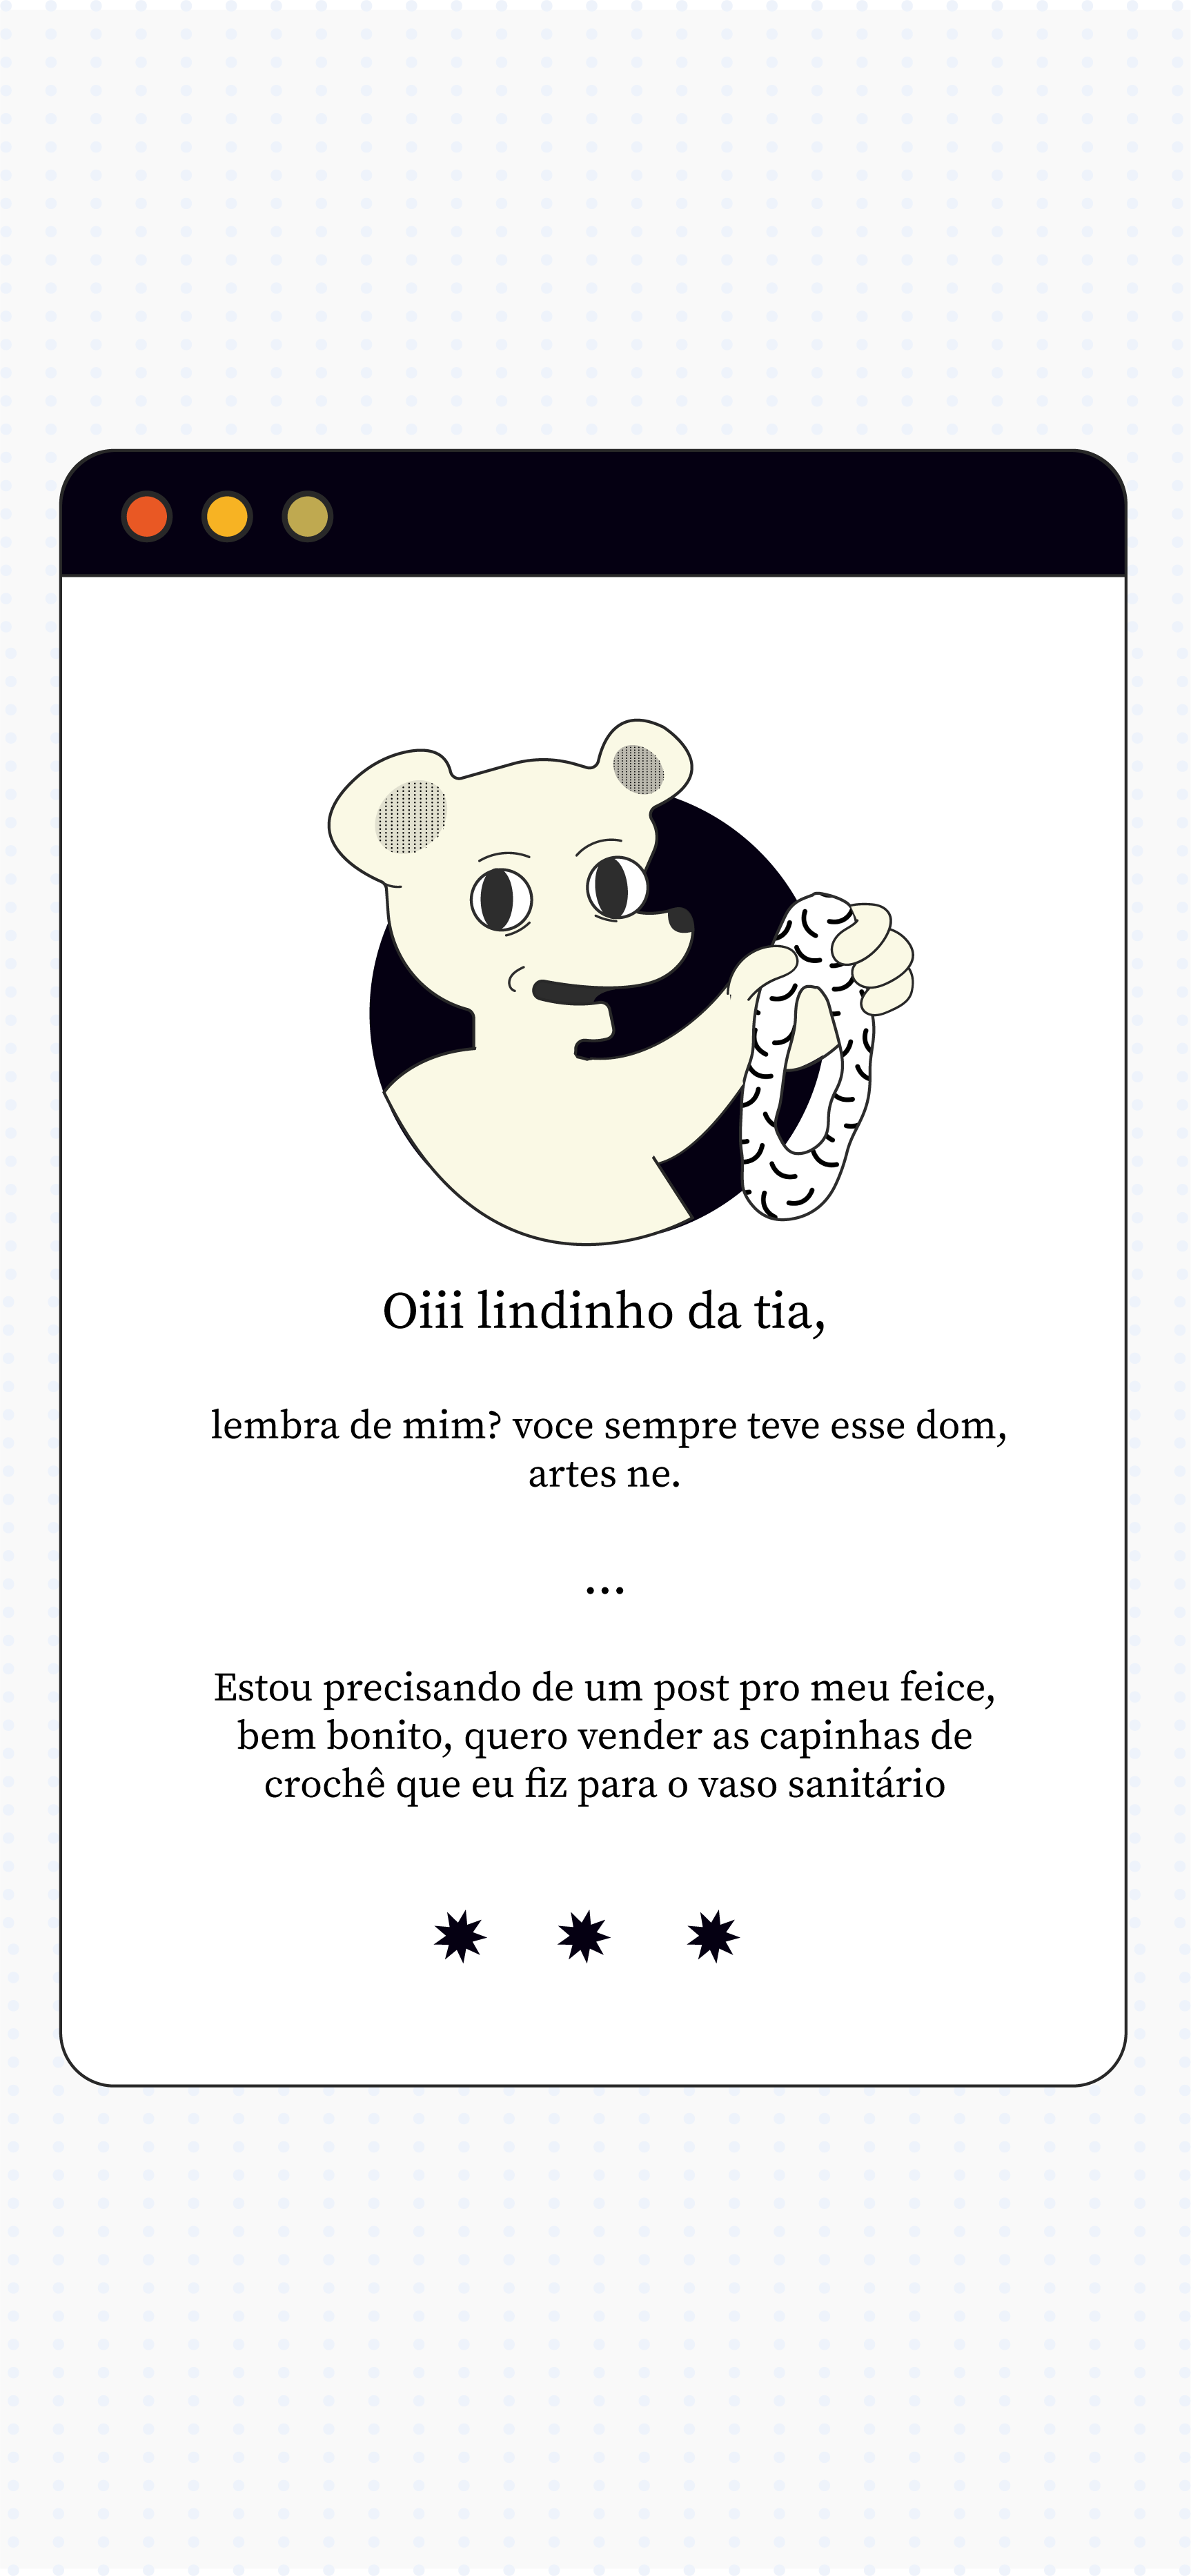 Oiii lindinho da tia,
lembra de mim? voce sempre teve esse dom,
artes ne.
...
Estou precisando de um post pro meu feice,
bem bonito, quero vender as capinhas de
crochê que eu fiz para o vaso sanitário